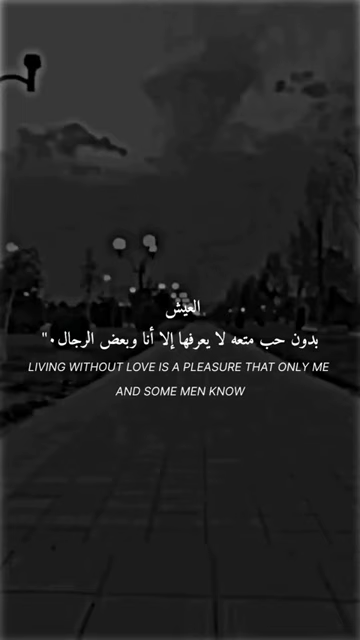 العيش
بدون حب متعه لا يعرفها إلا أنا وبعض الرجال٠"
LIVING WITHOUT LOVE IS A PLEASURE THAT ONLY ME
AND SOME MEN KNOW